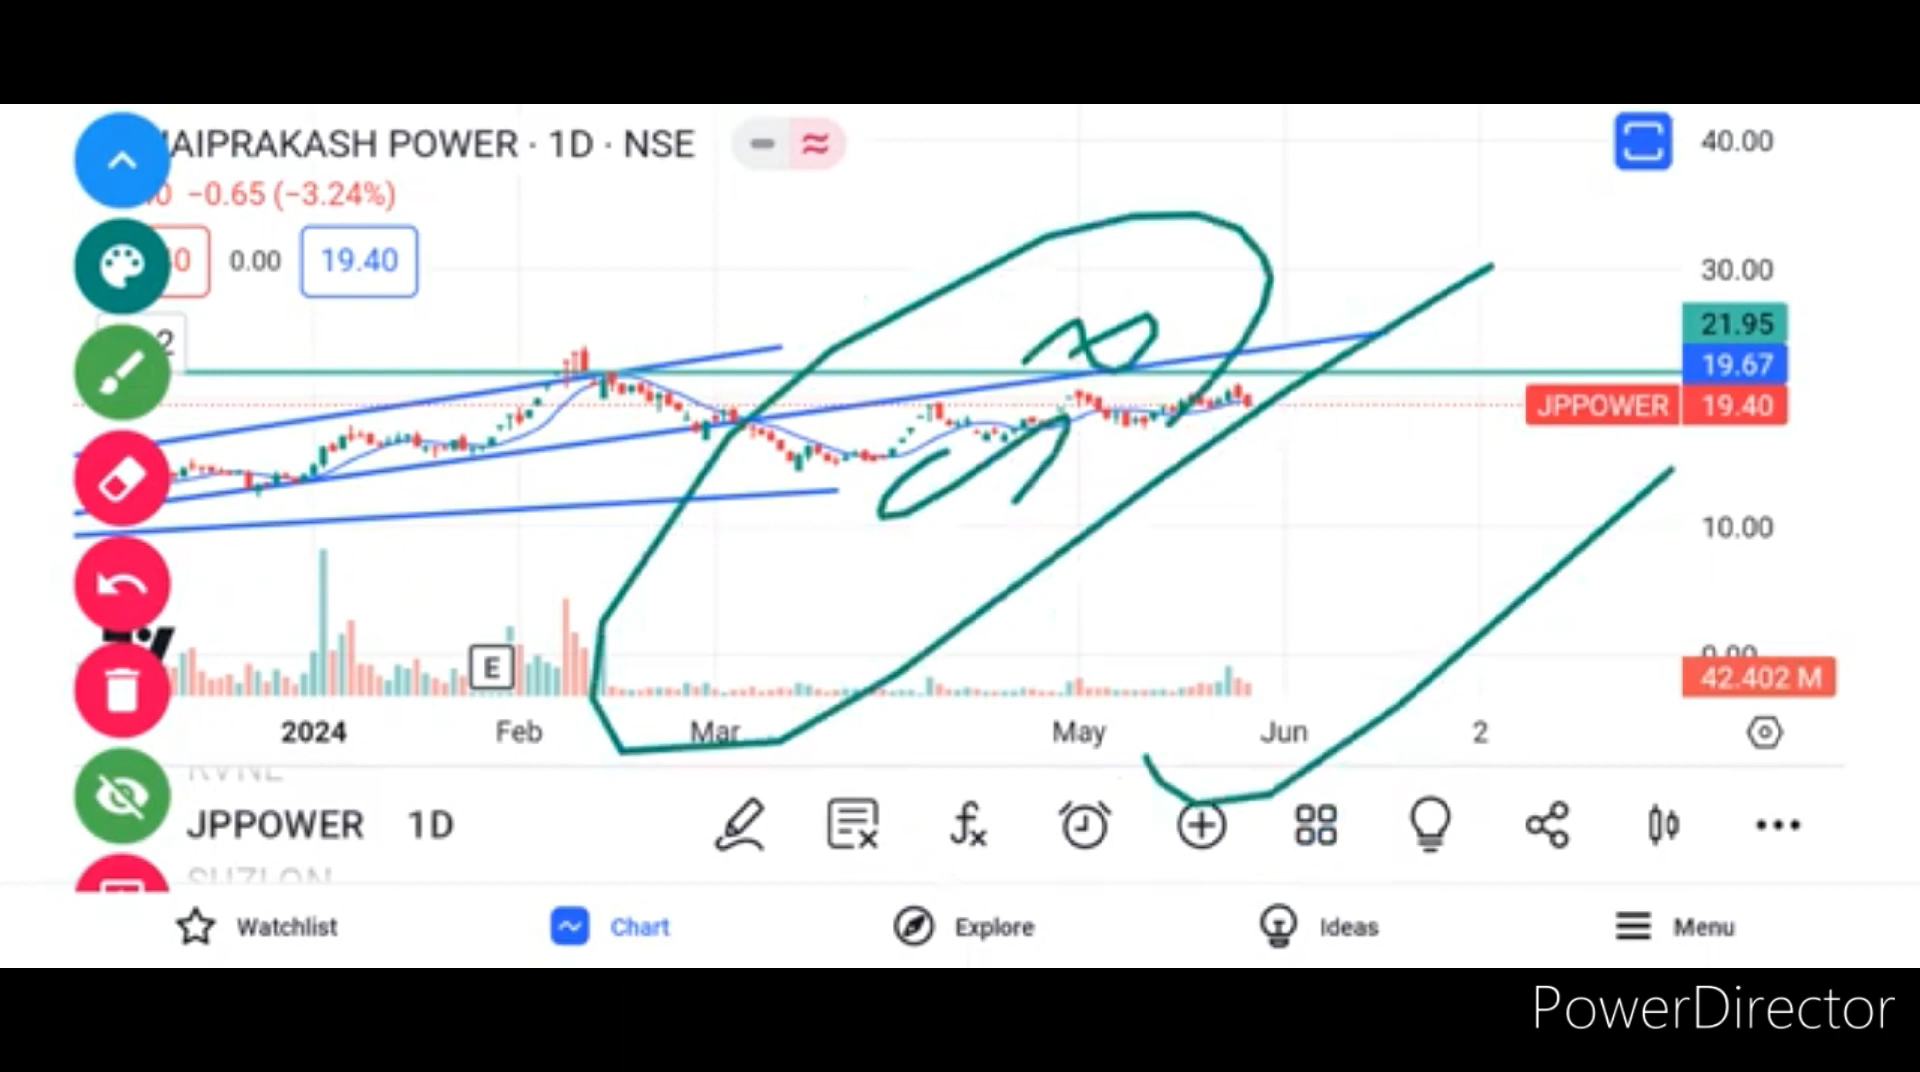 JAIPRAKASH POWER · 1D · NSE
40.00
−0.65 (−3.24%)
0.00 19.40
30.00
21.95
19.67
JPPOWER 19.40
10.00
0.00
42.402 M
E
2024 Feb Mar May Jun 2
RVNL
JPPOWER 1D
SUZLON
Watchlist Chart Explore Ideas Menu
PowerDirector